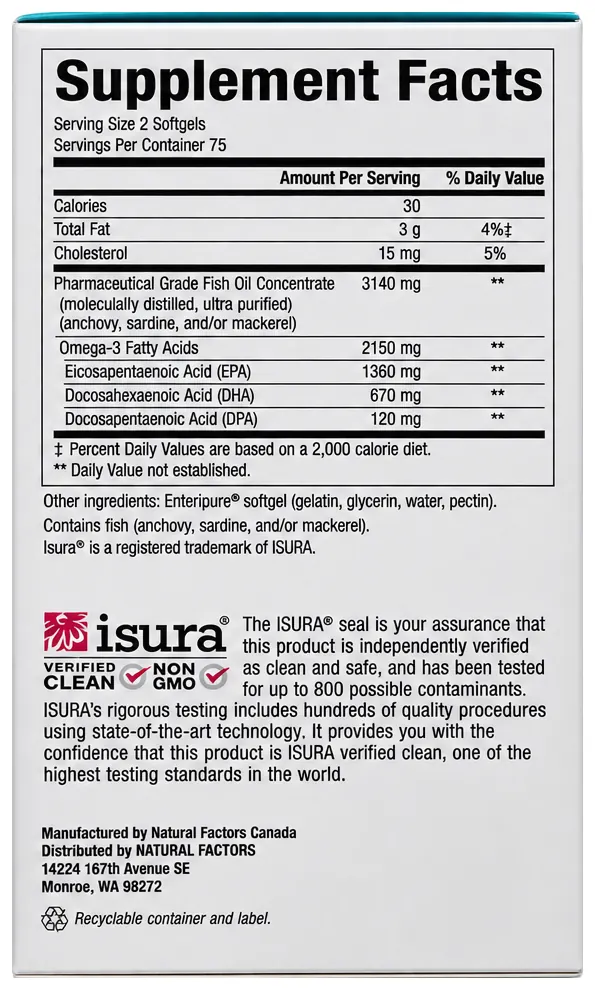 Supplement Facts
Serving Size 2 Softgels
Servings Per Container 75
Amount Per Serving % Daily Value
Calories 30
Total Fat 3 g 4%‡
Cholesterol 15 mg 5%
Pharmaceutical Grade Fish Oil Concentrate 3140 mg **
(moleculally distilled, ultra purified)
(anchovy, sardine, and/or mackerel)
Omega-3 Fatty Acids 2150 mg **
Eicosapentaenoic Acid (EPA) 1360 mg **
Docosahexaenoic Acid (DHA) 670 mg **
Docosapentaenoic Acid (DPA) 120 mg **
‡ Percent Daily Values are based on a 2,000 calorie diet.
** Daily Value not established.
Other ingredients: Enteripure® softgel (gelatin, glycerin, water, pectin).
Contains fish (anchovy, sardine, and/or mackerel).
Isura® is a registered trademark of ISURA.
isura®
VERIFIED CLEAN NON GMO
The ISURA® seal is your assurance that
this product is independently verified
as clean and safe, and has been tested
for up to 800 possible contaminants.
ISURA's rigorous testing includes hundreds of quality procedures
using state-of-the-art technology. It provides you with the
confidence that this product is ISURA verified clean, one of the
highest testing standards in the world.
Manufactured by Natural Factors Canada
Distributed by NATURAL FACTORS
14224 167th Avenue SE
Monroe, WA 98272
Recyclable container and label.